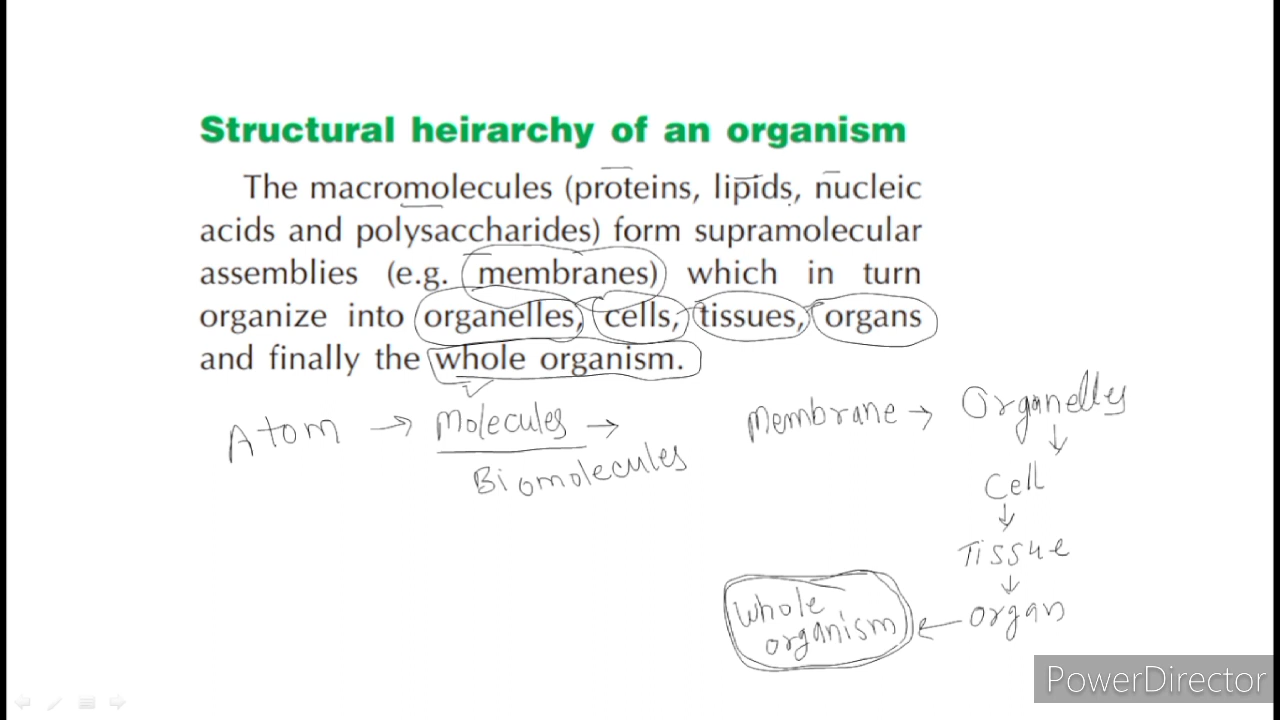 Structural heirarchy of an organism
The macromolecules (proteins, lipids, nucleic
acids and polysaccharides) form supramolecular
assemblies (e.g. membranes) which in turn
organize into organelles, cells, tissues, organs
and finally the whole organism.
Atom → Molecules → Membrane → Organelles
Biomolecules
↓
Cell
↓
Tissue
↓
Whole
organism ← organ
PowerDirector